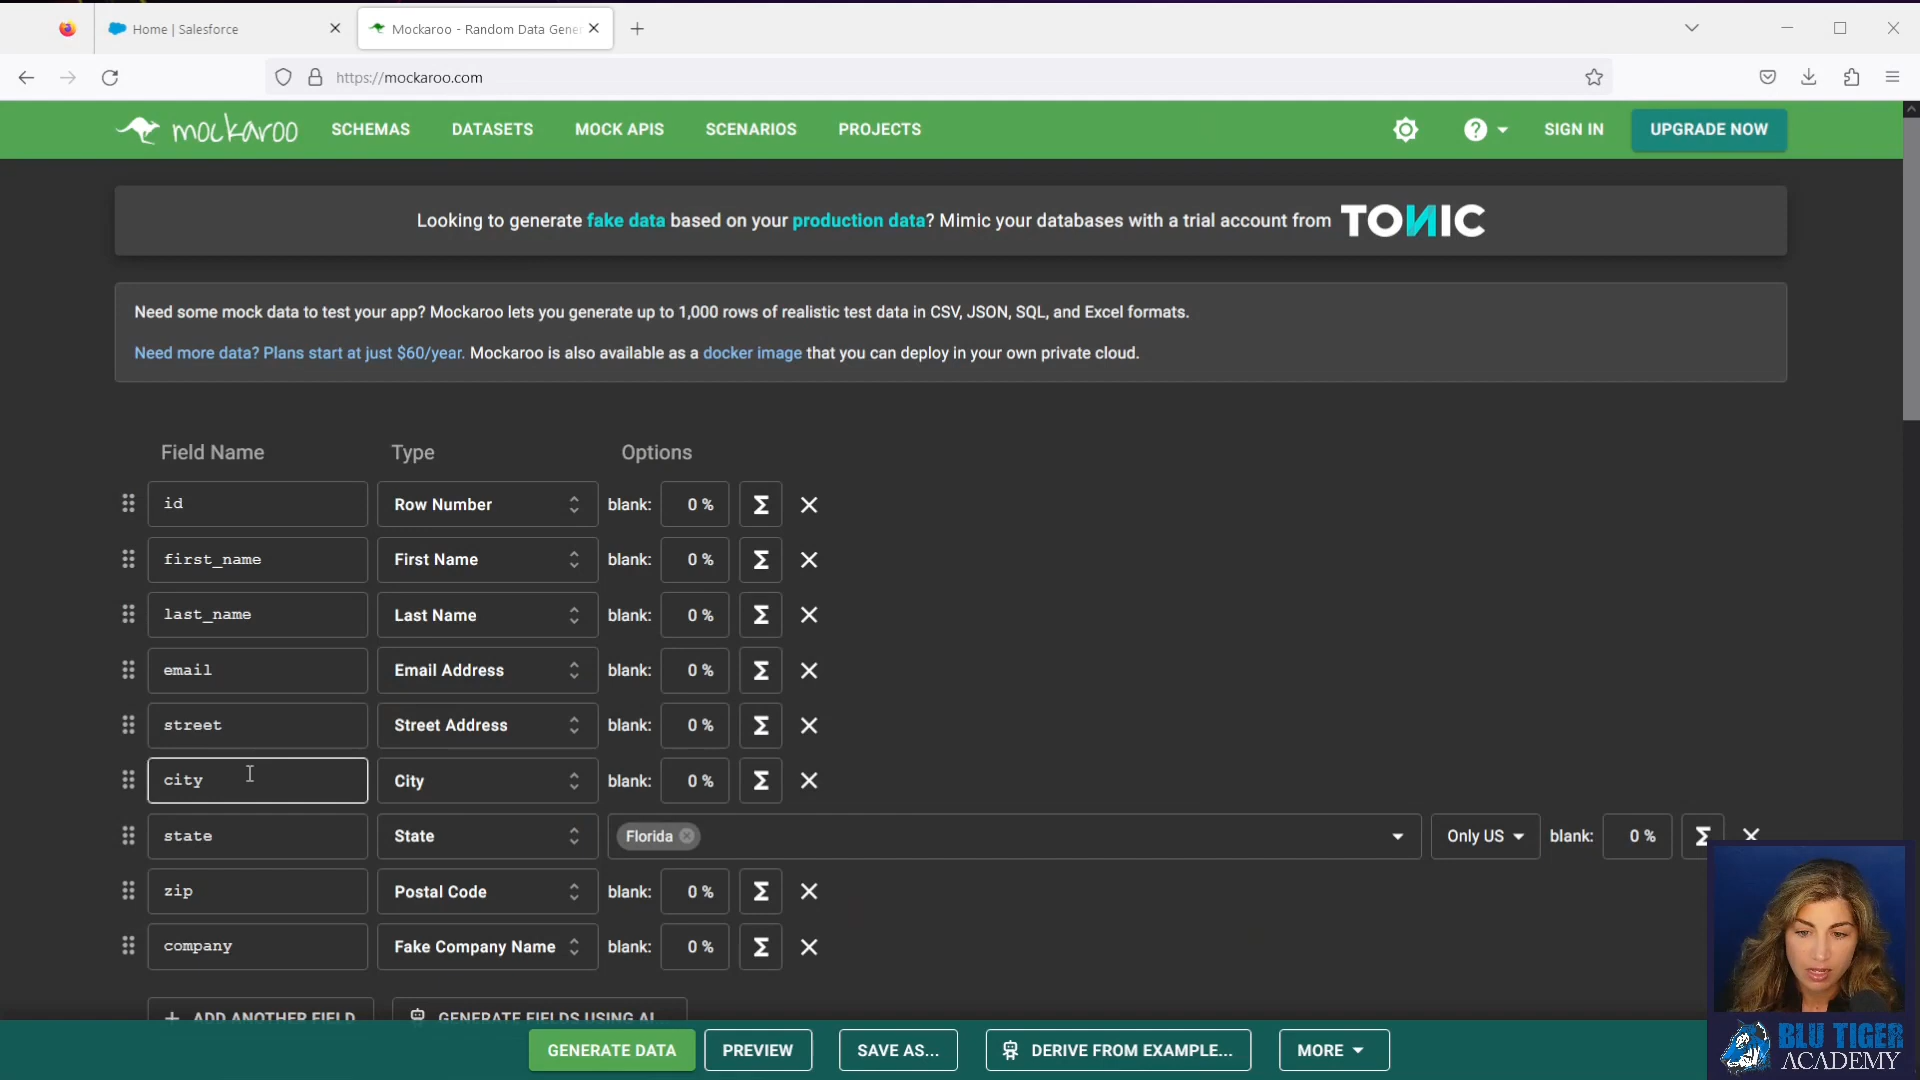 Home | Salesforce
Mockaroo - Random Data Gene
https://mockaroo.com
mockaroo
SCHEMAS
DATASETS
MOCK APIS
SCENARIOS
PROJECTS
?
SIGN IN
UPGRADE NOW
Looking to generate fake data based on your production data? Mimic your databases with a trial account from TONIC
Need some mock data to test your app? Mockaroo lets you generate up to 1,000 rows of realistic test data in CSV, JSON, SQL, and Excel formats.
Need more data? Plans start at just $60/year. Mockaroo is also available as a docker image that you can deploy in your own private cloud.
Field Name Type Options
id Row Number blank: 0 % Σ
first_name First Name blank: 0 % Σ
last_name Last Name blank: 0 % Σ
email Email Address blank: 0 % Σ
street Street Address blank: 0 % Σ
city City blank: 0 % Σ
state State Florida Only US blank: 0 % Σ
zip Postal Code blank: 0 % Σ
company Fake Company Name blank: 0 % Σ
+ ADD ANOTHER FIELD
GENERATE FIELDS USING AI...
GENERATE DATA
PREVIEW
SAVE AS...
DERIVE FROM EXAMPLE...
MORE
BLU TIGER
ACADEMY